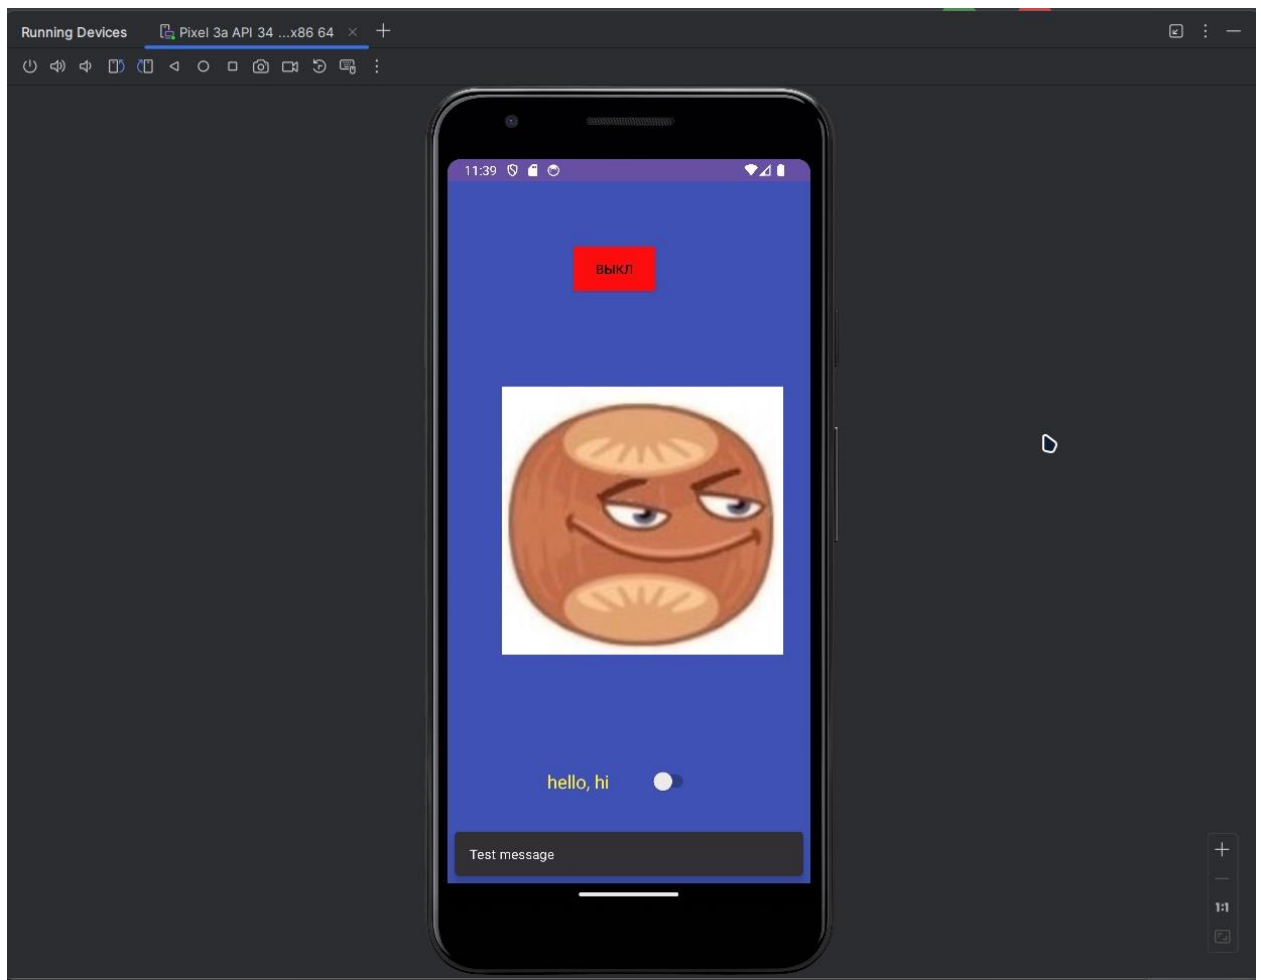 Running Devices
Pixel 3a API 34 ...x86 64
11:39
ВЫКЛ
hello, hi
Test message
1:1